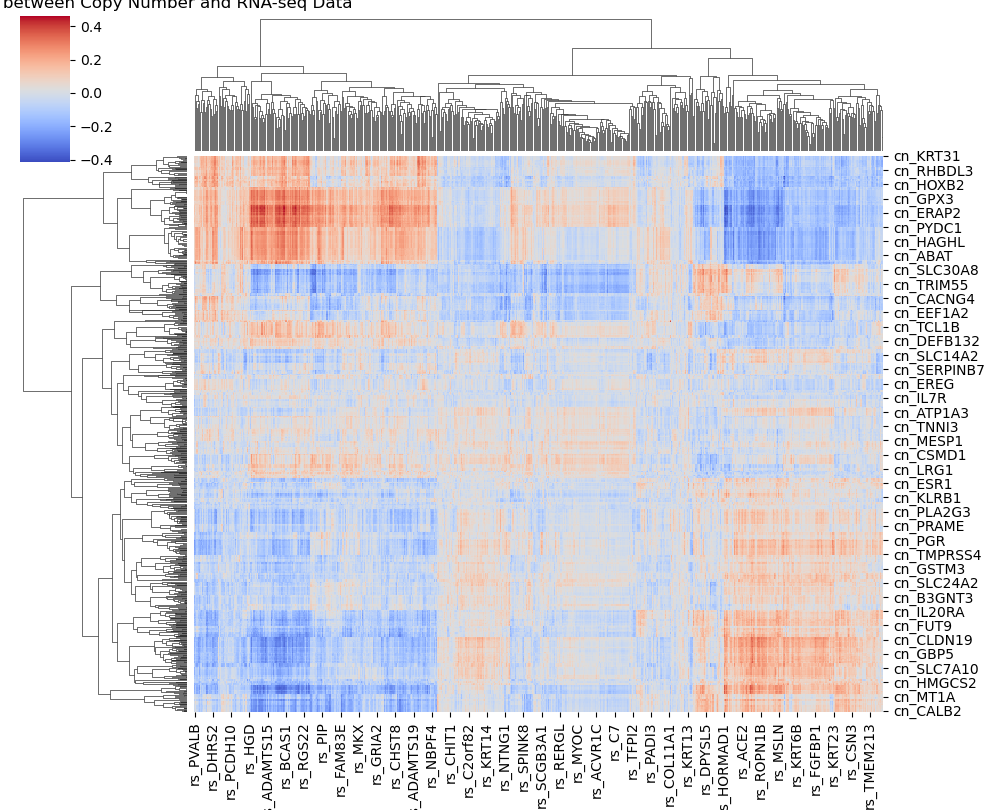 between Copy Number and RNA-seq Data
0.4
0.2
0.0
−0.2
−0.4
cn_KRT31
cn_RHBDL3
cn_HOXB2
cn_GPX3
cn_ERAP2
cn_PYDC1
cn_HAGHL
cn_ABAT
cn_SLC30A8
cn_TRIM55
cn_CACNG4
cn_EEF1A2
cn_TCL1B
cn_DEFB132
cn_SLC14A2
cn_SERPINB7
cn_EREG
cn_IL7R
cn_ATP1A3
cn_TNNI3
cn_MESP1
cn_CSMD1
cn_LRG1
cn_ESR1
cn_KLRB1
cn_PLA2G3
cn_PRAME
cn_PGR
cn_TMPRSS4
cn_GSTM3
cn_SLC24A2
cn_B3GNT3
cn_IL20RA
cn_FUT9
cn_CLDN19
cn_GBP5
cn_SLC7A10
cn_HMGCS2
cn_MT1A
cn_CALB2
rs_PVALB
rs_DHRS2
rs_PCDH10
rs_HGD
s_ADAMTS15
rs_BCAS1
rs_RGS22
rs_PIP
rs_FAM83E
rs_MKX
rs_GRIA2
rs_CHST8
s_ADAMTS19
rs_NBPF4
rs_CHIT1
rs_C2orf82
rs_KRT14
rs_NTNG1
rs_SPINK8
rs_SCGB3A1
rs_RERGL
rs_MYOC
rs_ACVR1C
rs_C7
rs_TFPI2
rs_PADI3
rs_COL11A1
rs_KRT13
rs_DPYSL5
rs_HORMAD1
rs_ACE2
rs_ROPN1B
rs_MSLN
rs_KRT6B
rs_FGFBP1
rs_KRT23
rs_CSN3
rs_TMEM213